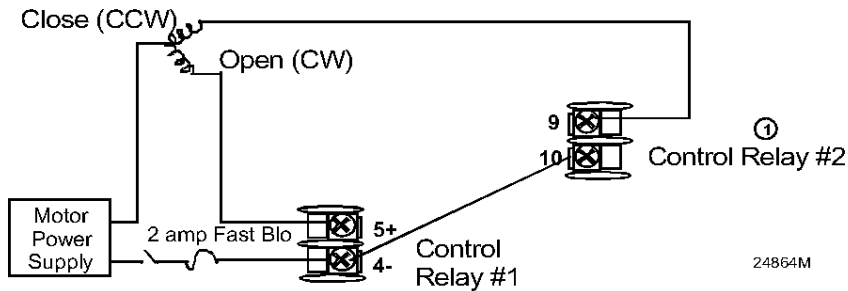 Close (CCW)
Open (CW)
9
①
10
Control Relay #2
Motor
Power
Supply
2 amp Fast Blo
5+
4-
Control
Relay #1
24864M